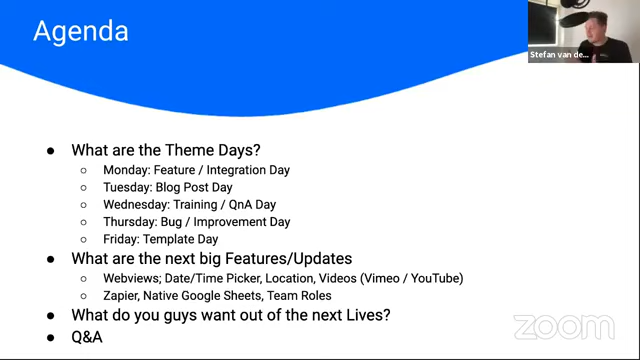 Agenda
Stefan van de...
● What are the Theme Days?
○ Monday: Feature / Integration Day
○ Tuesday: Blog Post Day
○ Wednesday: Training / QnA Day
○ Thursday: Bug / Improvement Day
○ Friday: Template Day
● What are the next big Features/Updates
○ Webviews; Date/Time Picker, Location, Videos (Vimeo / YouTube)
○ Zapier, Native Google Sheets, Team Roles
● What do you guys want out of the next Lives?
● Q&A
zoom